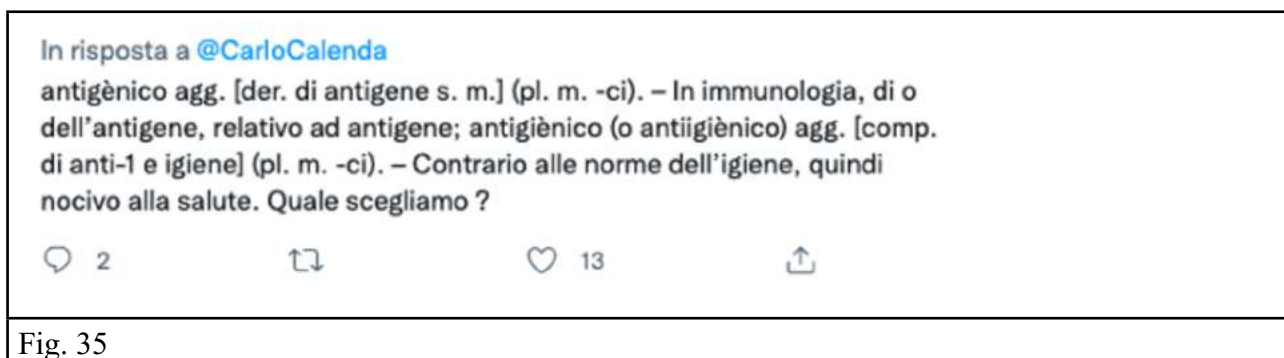 In risposta a @CarloCalenda
antigènico agg. [der. di antigene s. m.] (pl. m. -ci). – In immunologia, di o
dell'antigene, relativo ad antigene; antigiènico (o antiigiènico) agg. [comp.
di anti-1 e igiene] (pl. m. -ci). – Contrario alle norme dell'igiene, quindi
nocivo alla salute. Quale scegliamo ?
2 13
Fig. 35